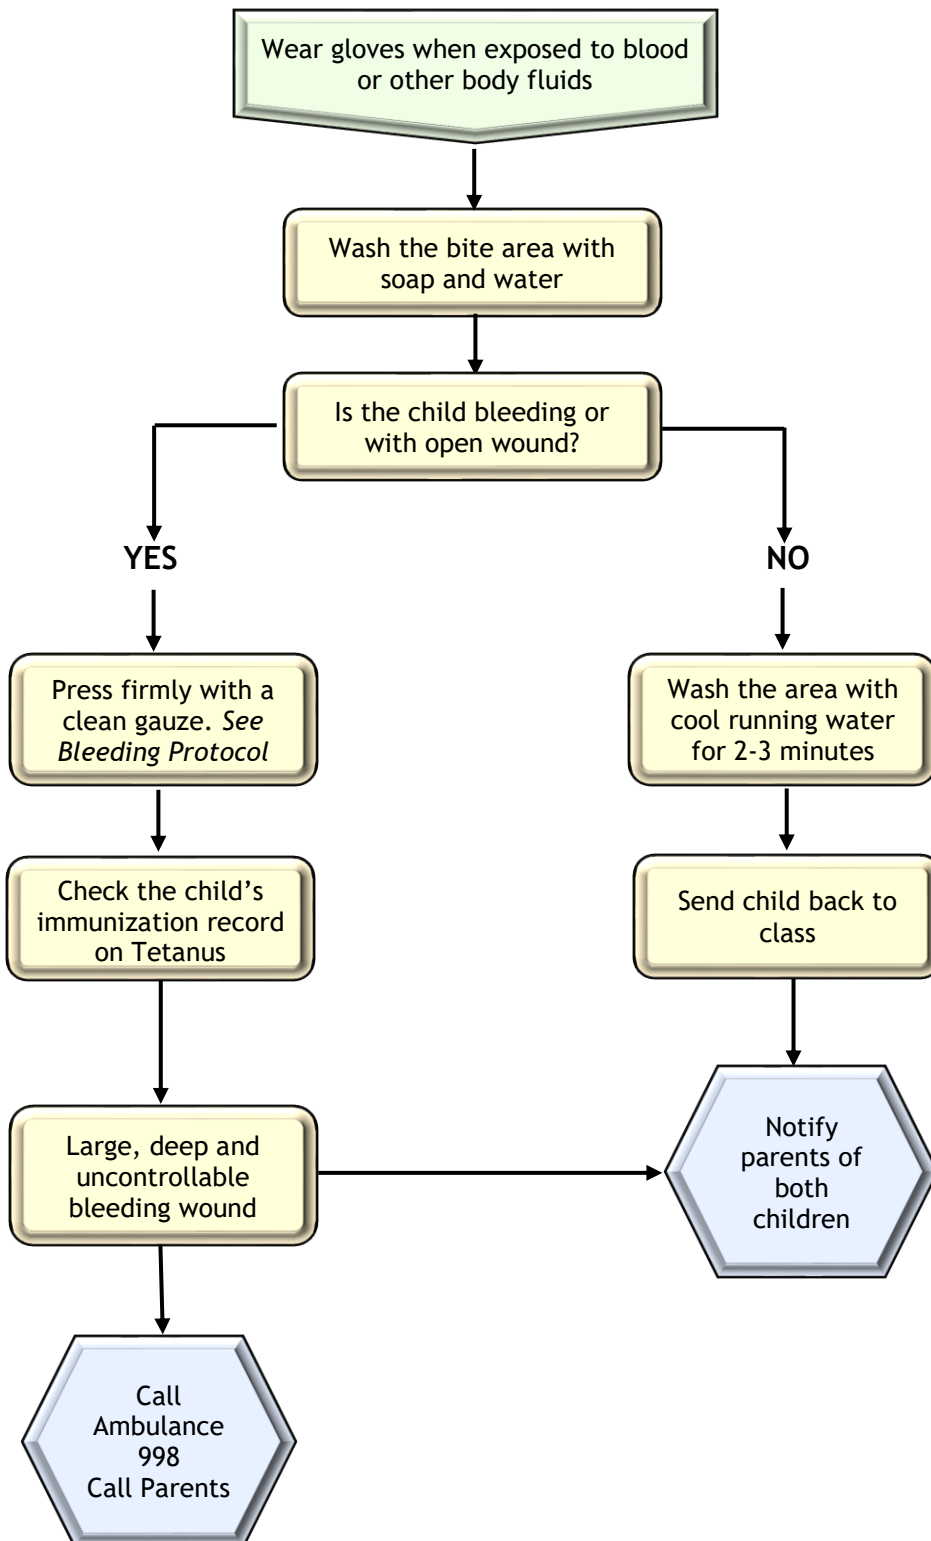 Wear gloves when exposed to blood
or other body fluids
Wash the bite area with
soap and water
Is the child bleeding or
with open wound?
YES
NO
Press firmly with a
clean gauze. See
Bleeding Protocol
Wash the area with
cool running water
for 2-3 minutes
Check the child’s
immunization record
on Tetanus
Send child back to
class
Large, deep and
uncontrollable
bleeding wound
Notify
parents of
both
children
Call
Ambulance
998
Call Parents